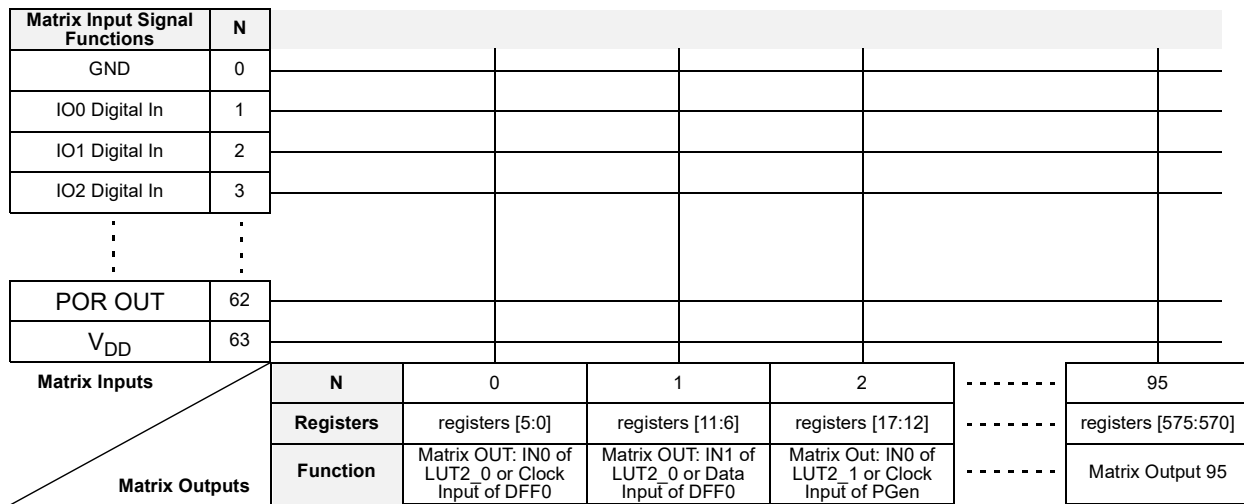 Matrix Input Signal Functions N
GND 0
IO0 Digital In 1
IO1 Digital In 2
IO2 Digital In 3
POR OUT 62
VDD 63
Matrix Inputs
Matrix Outputs
N 0 1 2 95
Registers registers [5:0] registers [11:6] registers [17:12] registers [575:570]
Function
Matrix OUT: IN0 of
LUT2_0 or Clock
Input of DFF0
Matrix OUT: IN1 of
LUT2_0 or Data
Input of DFF0
Matrix Out: IN0 of
LUT2_1 or Clock
Input of PGen
Matrix Output 95